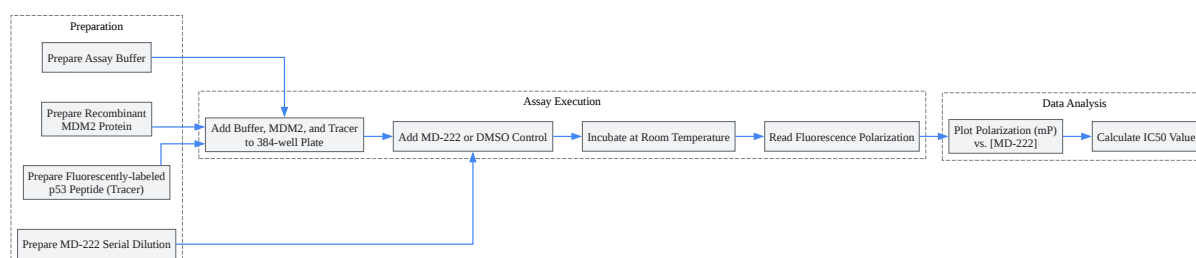 Preparation
Prepare Assay Buffer
Prepare Recombinant
MDM2 Protein
Prepare Fluorescently-labeled
p53 Peptide (Tracer)
Prepare MD-222 Serial Dilution
Assay Execution
Add Buffer, MDM2, and Tracer
to 384-well Plate
Add MD-222 or DMSO Control
Incubate at Room Temperature
Read Fluorescence Polarization
Data Analysis
Plot Polarization (mP)
vs. [MD-222]
Calculate IC50 Value